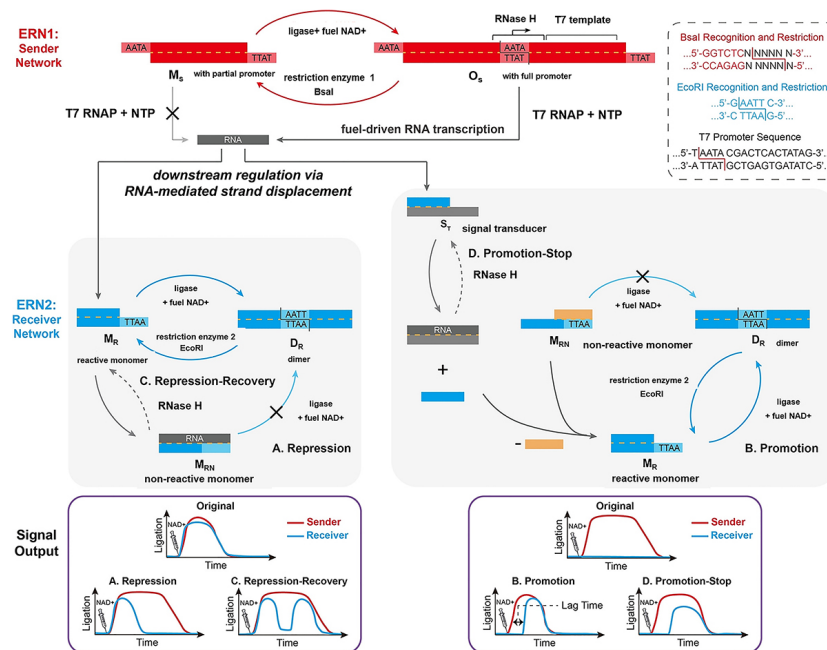 ERN1:
Sender
Network
AATA
TTAT
Ms
with partial promoter
ligase+ fuel NAD+
restriction enzyme 1
BsaI
RNase H
T7 template
AATA
AATA
TTAT
TTAT
Os
with full promoter
T7 RNAP + NTP
T7 RNAP + NTP
fuel-driven RNA transcription
RNA
BsaI Recognition and Restriction
...5'-GGTCTCN NNNN N-3'...
...3'-CCAGAGN NNNN N-5'...
EcoRI Recognition and Restriction
...5'-G AATT C-3'...
...3'-C TTAA G-5'...
T7 Promoter Sequence
...5'-T AATA CGACTCACTATAG-3'...
...3'-A TTAT GCTGAGTGATATC-5'...
downstream regulation via
RNA-mediated strand displacement
ERN2:
Receiver
Network
ligase
+ fuel NAD+
TTAA
MR
reactive monomer
restriction enzyme 2
EcoRI
AATT
TTAA
DR
dimer
C. Repression-Recovery
RNase H
ligase
+ fuel NAD+
RNA
A. Repression
MRN
non-reactive monomer
ST
signal transducer
D. Promotion-Stop
RNase H
RNA
+
ligase
+ fuel NAD+
TTAA
MRN
non-reactive monomer
AATT
TTAA
DR
dimer
restriction enzyme 2
EcoRI
ligase
+ fuel NAD+
−
TTAA
MR
reactive monomer
B. Promotion
Signal
Output
Original
NAD+
Ligation
Time
Sender
Receiver
A. Repression
NAD+
Ligation
Time
C. Repression-Recovery
NAD+
Ligation
Time
Original
NAD+
Ligation
Time
Sender
Receiver
B. Promotion
NAD+
Ligation
Lag Time
Time
D. Promotion-Stop
NAD+
Ligation
Time